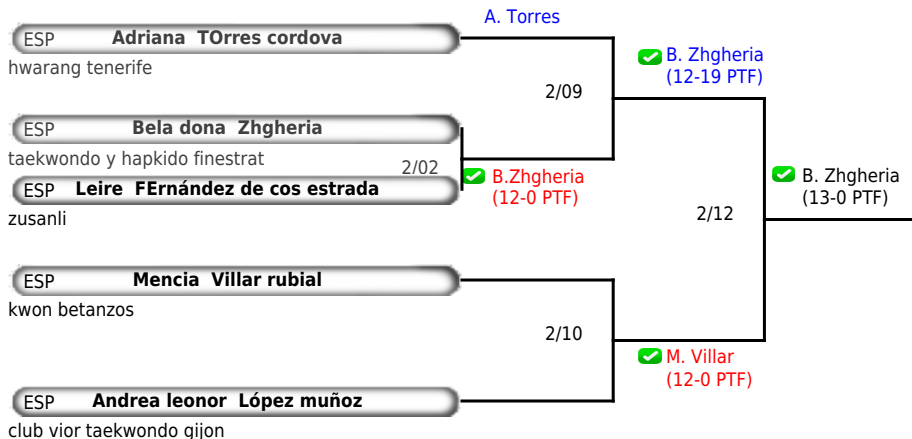 A. Torres
ESP Adriana TOrres cordova
hwarang tenerife
B. Zhgheria
(12-19 PTF)
2/09
ESP Bela dona Zhgheria
taekwondo y hapkido finestrat
2/02
B.Zhgheria
(12-0 PTF)
B. Zhgheria
(13-0 PTF)
ESP Leire FErnández de cos estrada
zusanli
2/12
ESP Mencia Villar rubial
kwon betanzos
2/10
M. Villar
(12-0 PTF)
ESP Andrea leonor López muñoz
club vior taekwondo gijon